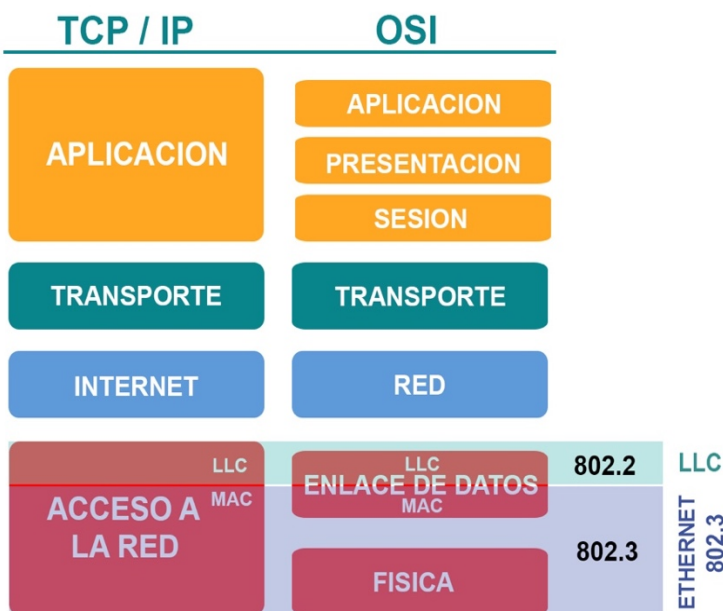 TCP / IP
OSI
APLICACION
APLICACION
PRESENTACION
SESION
TRANSPORTE
TRANSPORTE
INTERNET
RED
LLC
LLC
802.2
LLC
ENLACE DE DATOS
ACCESO A
MAC
MAC
LA RED
802.3
FISICA
ETHERNET
802.3